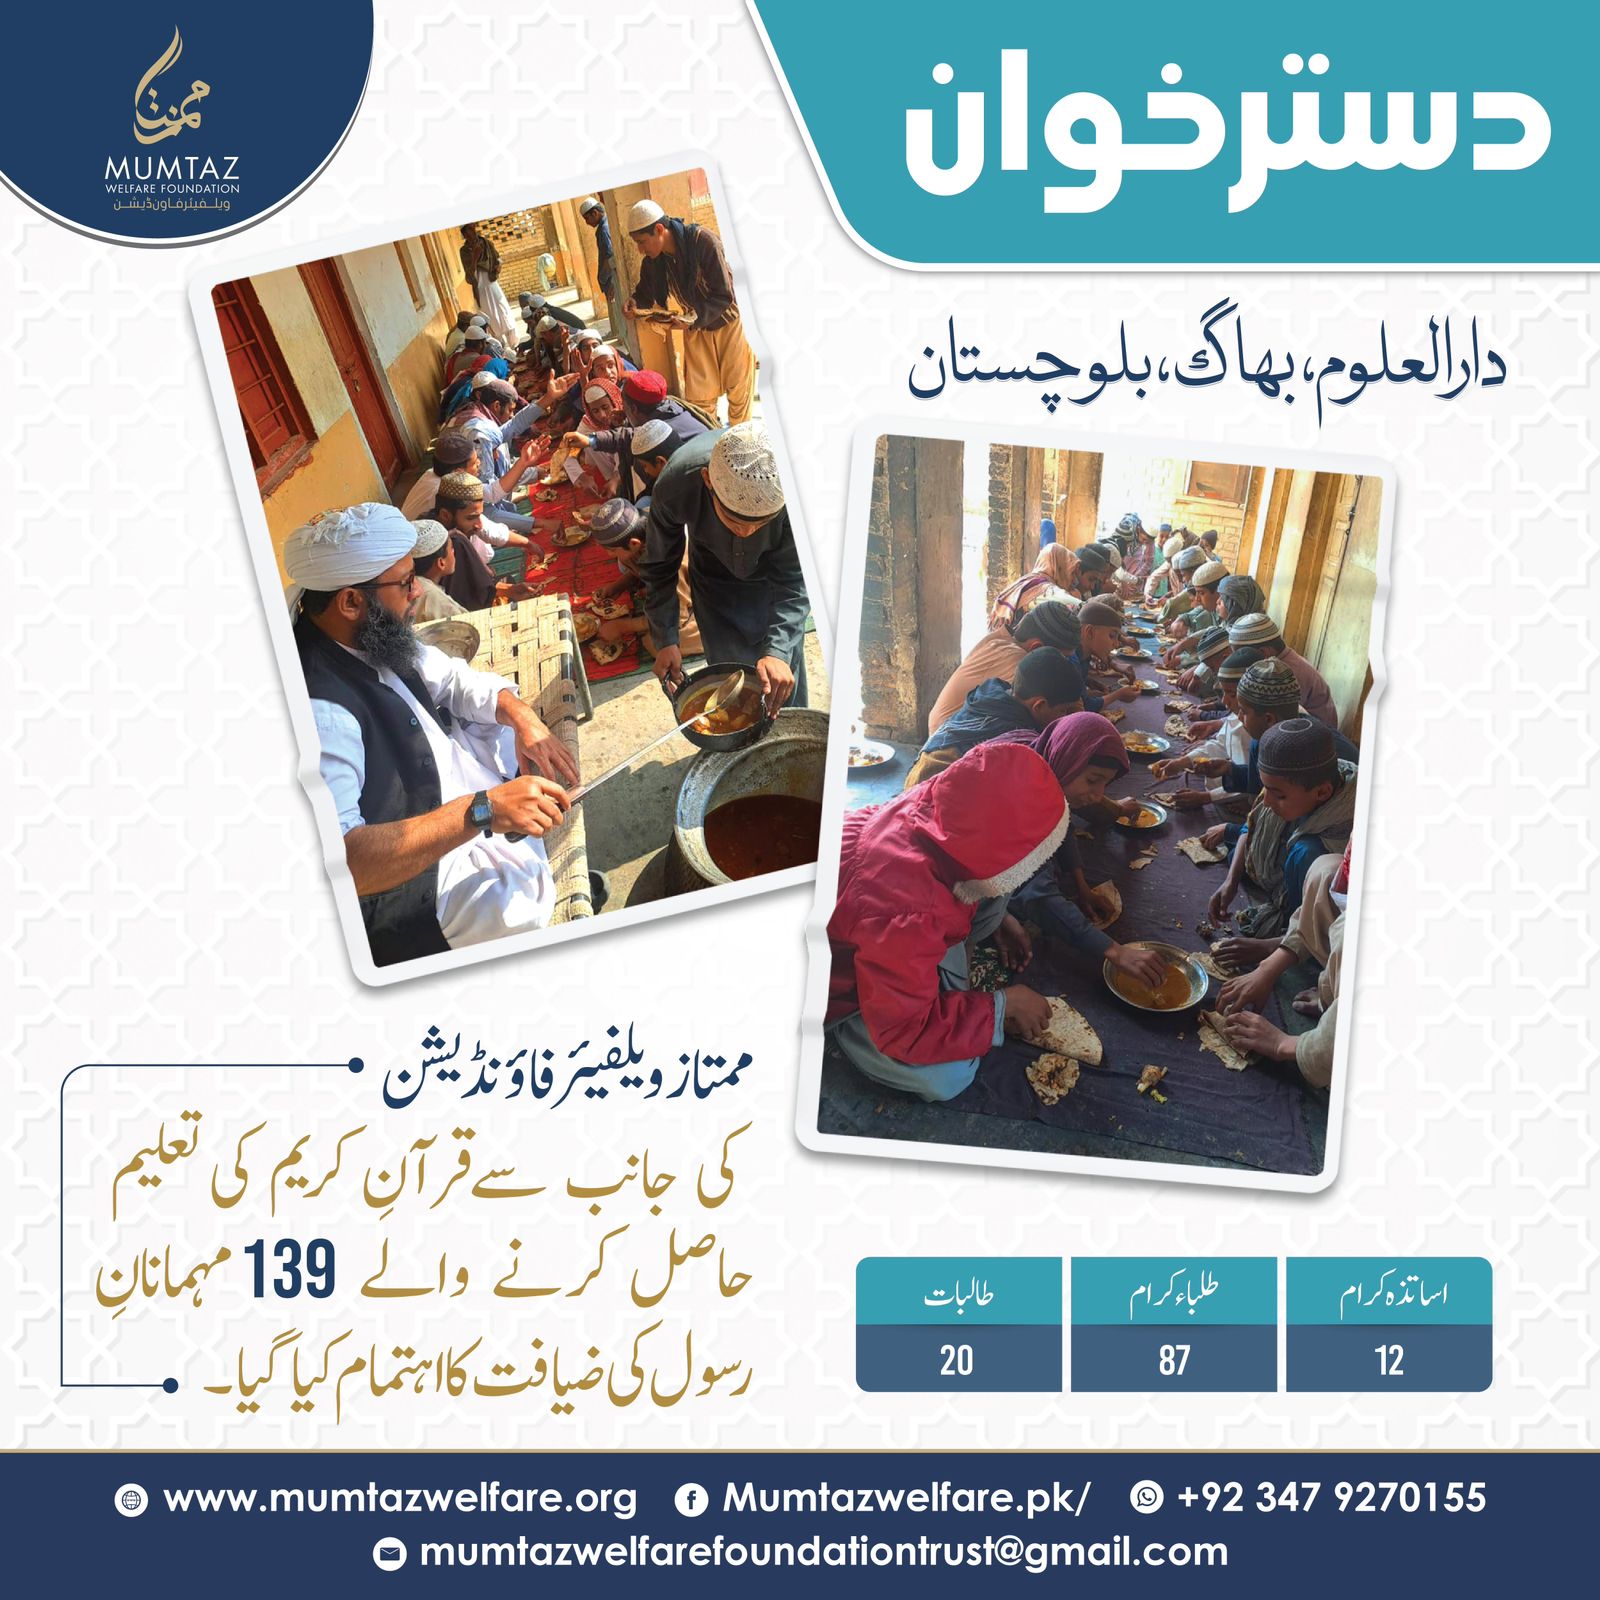 ممتاز
MUMTAZ
WELFARE FOUNDATION
ویلفیئر فاونڈیشن
دسترخوان
دارالعلوم، بھاگ، بلوچستان
ممتاز ویلفیئر فاؤنڈیشن
کی جانب سے قرآنِ کریم کی تعلیم
حاصل کرنے والے 139 مہمانانِ
رسول کی ضیافت کا اہتمام کیا گیا۔
اساتذہ کرام طلباء کرام طالبات
12 87 20
www.mumtazwelfare.org Mumtazwelfare.pk/ +92 347 9270155
mumtazwelfarefoundationtrust@gmail.com